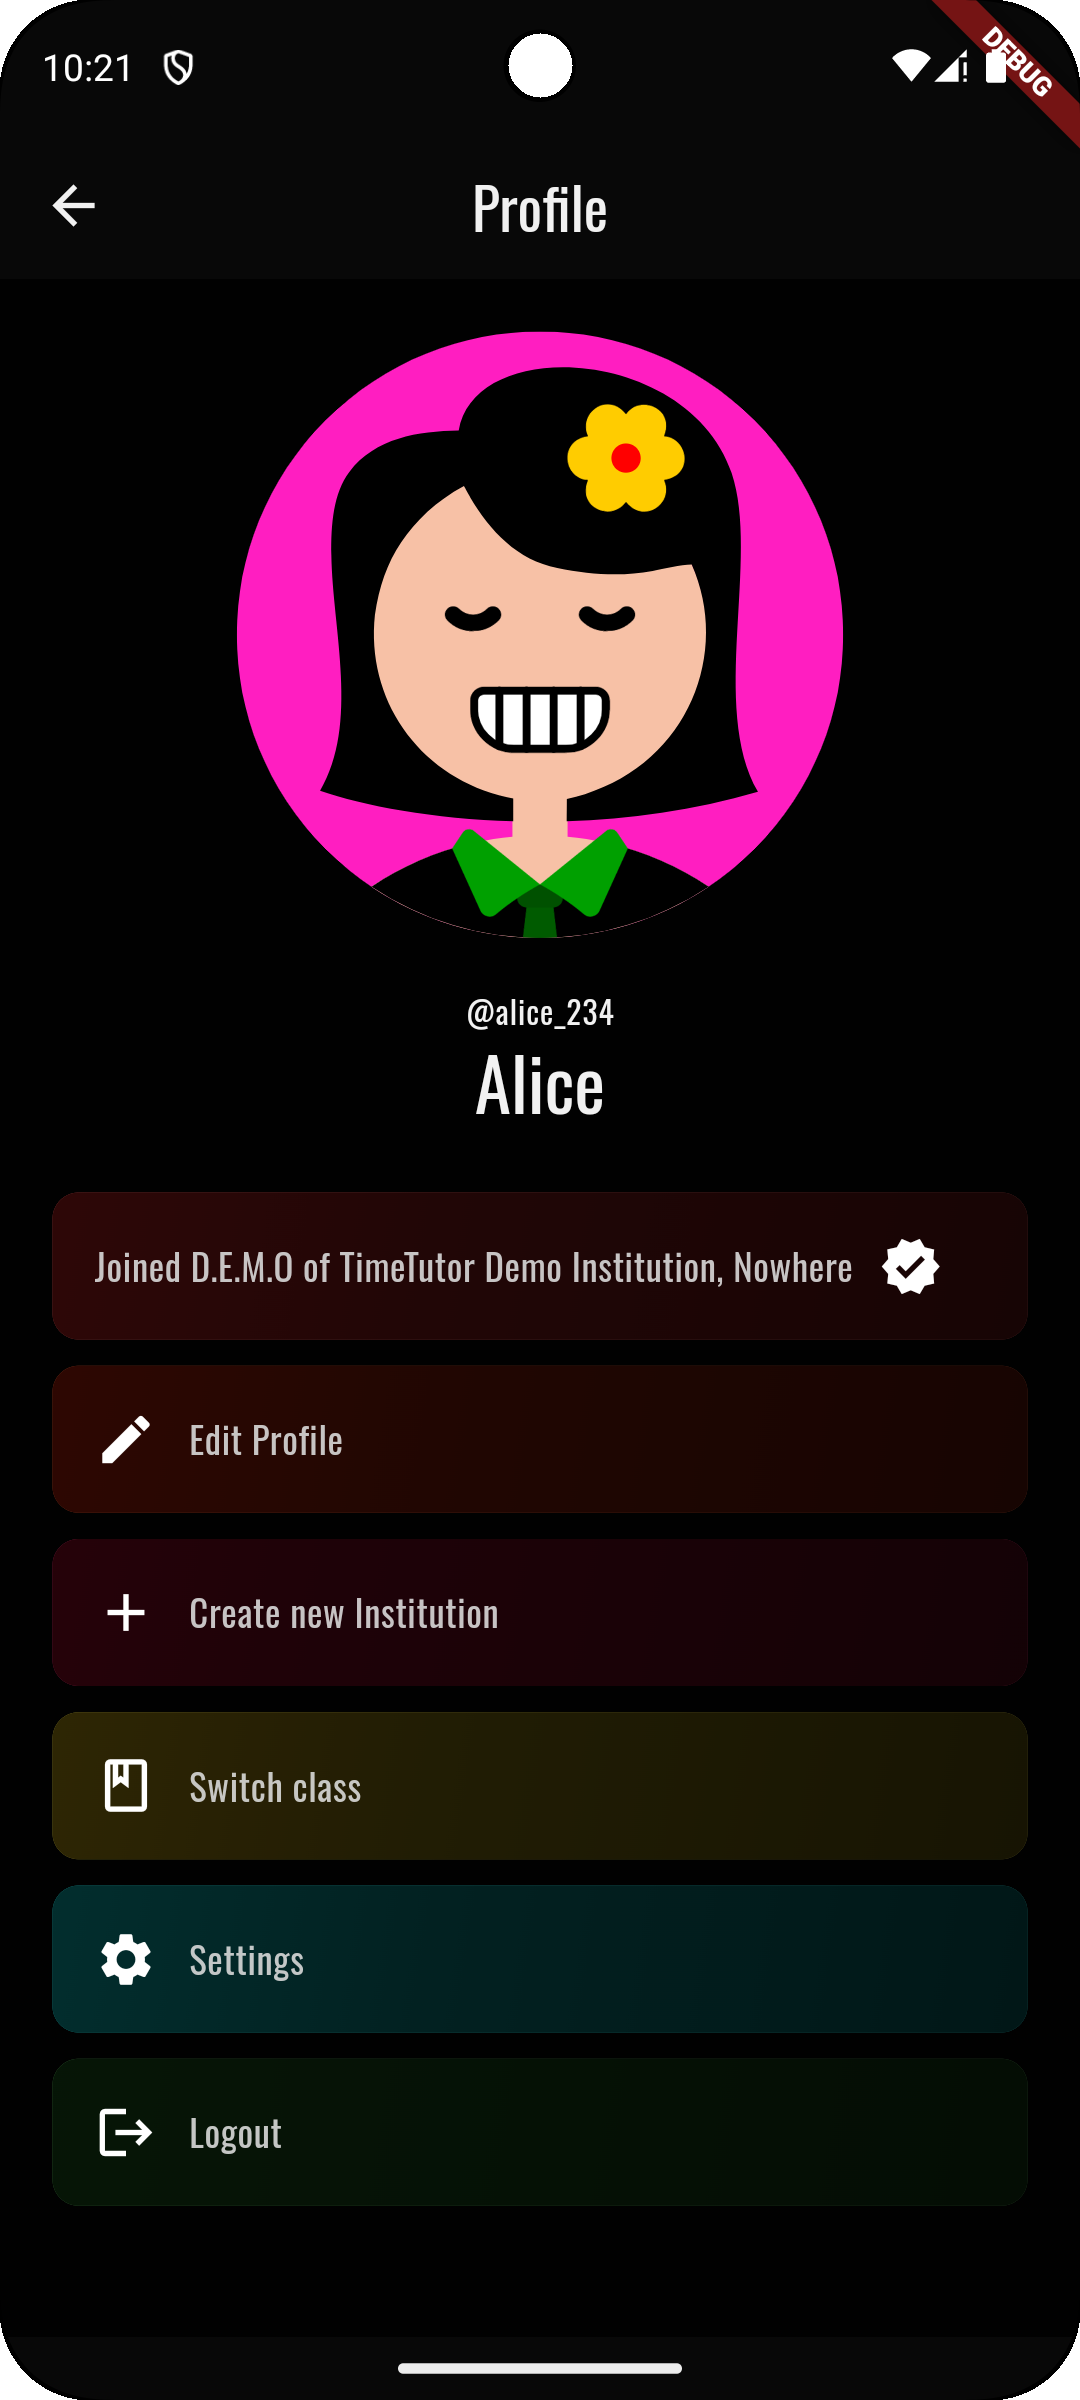 10:21
DEBUG
Profile
@alice_234
Alice
Joined D.E.M.O of TimeTutor Demo Institution, Nowhere
Edit Profile
Create new Institution
Switch class
Settings
Logout